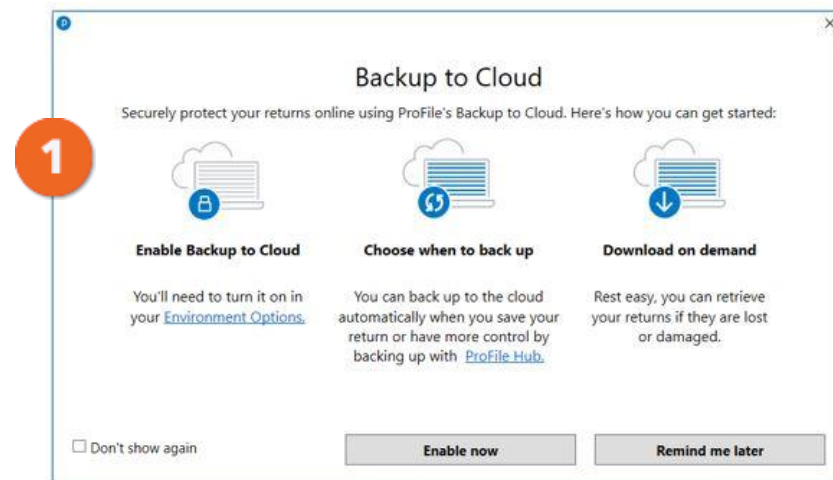 Backup to Cloud
Securely protect your returns online using ProFile's Backup to Cloud. Here's how you can get started:
1
Enable Backup to Cloud
You'll need to turn it on in
your Environment Options.
Choose when to back up
You can back up to the cloud
automatically when you save your
return or have more control by
backing up with ProFile Hub.
Download on demand
Rest easy, you can retrieve
your returns if they are lost
or damaged.
Don't show again
Enable now
Remind me later